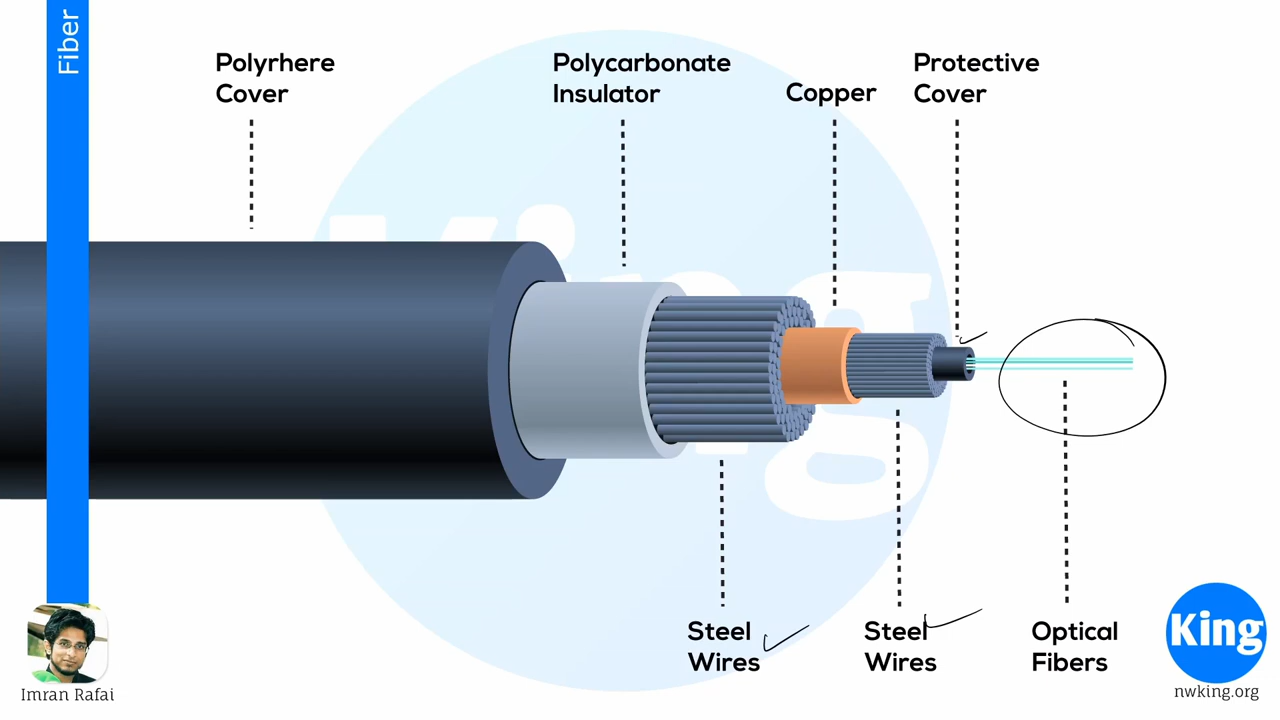 Fiber
Polyrhere
Cover
Polycarbonate
Insulator
Copper
Protective
Cover
King
Steel
Wires
Steel
Wires
Optical
Fibers
Imran Rafai
King
nwking.org